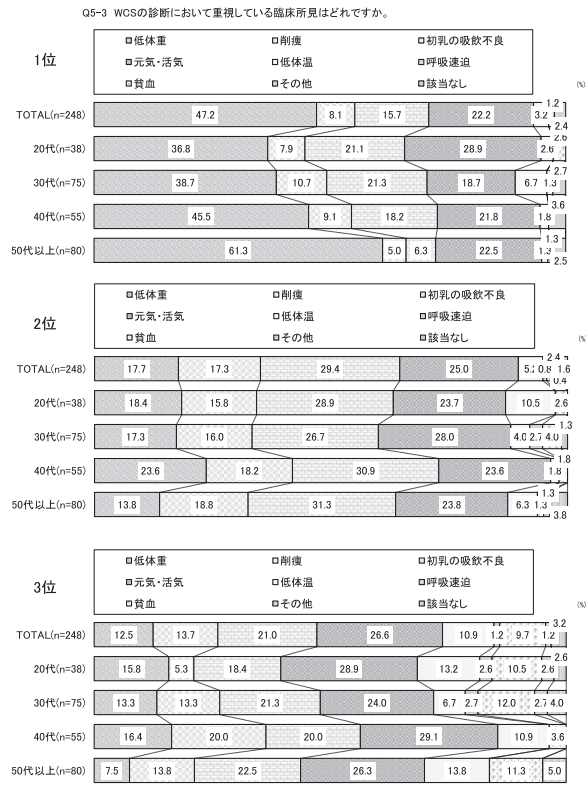 Q5-3 WCSの診断において重視している臨床所見はどれですか。
1位
低体重 削痩 初乳の吸飲不良
元気・活気 低体温 呼吸速迫
貧血 その他 該当なし
(%)
TOTAL(n=248) 47.2 8.1 15.7 22.2 3.2 1.2 2.4
20代(n=38) 36.8 7.9 21.1 28.9 2.6 2.6
30代(n=75) 38.7 10.7 21.3 18.7 6.7 1.3 2.7
40代(n=55) 45.5 9.1 18.2 21.8 1.8 3.6
50代以上(n=80) 61.3 5.0 6.3 22.5 1.3 1.3 2.5
2位
低体重 削痩 初乳の吸飲不良
元気・活気 低体温 呼吸速迫
貧血 その他 該当なし
(%)
TOTAL(n=248) 17.7 17.3 29.4 25.0 5.2 2.4 0.8 0.4 1.6
20代(n=38) 18.4 15.8 28.9 23.7 10.5 2.6
30代(n=75) 17.3 16.0 26.7 28.0 4.0 2.7 4.0 1.3
40代(n=55) 23.6 18.2 30.9 23.6 1.8 1.8
50代以上(n=80) 13.8 18.8 31.3 23.8 6.3 1.3 1.3 3.8
3位
低体重 削痩 初乳の吸飲不良
元気・活気 低体温 呼吸速迫
貧血 その他 該当なし
(%)
TOTAL(n=248) 12.5 13.7 21.0 26.6 10.9 1.2 9.7 1.2 3.2
20代(n=38) 15.8 5.3 18.4 28.9 13.2 2.6 10.5 2.6 2.6
30代(n=75) 13.3 13.3 21.3 24.0 6.7 2.7 12.0 2.7 4.0
40代(n=55) 16.4 20.0 20.0 29.1 10.9 3.6
50代以上(n=80) 7.5 13.8 22.5 26.3 13.8 11.3 5.0